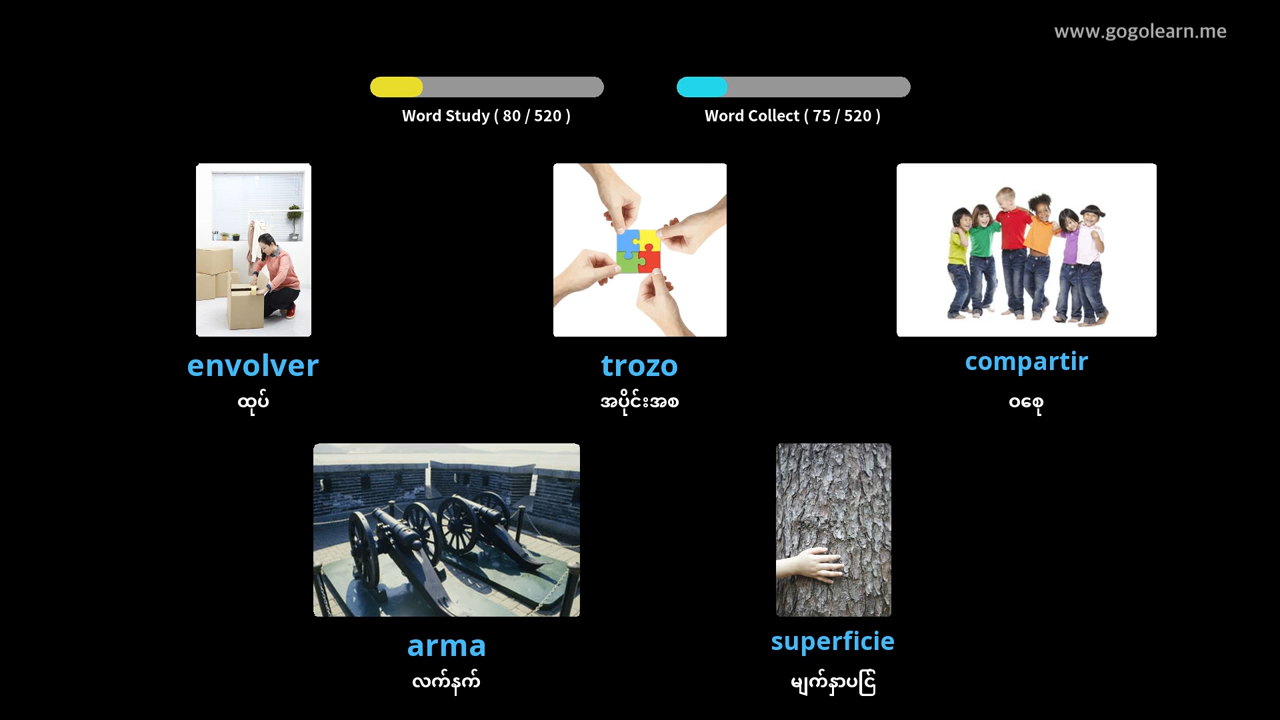 www.gogolearn.me
Word Study ( 80 / 520 )
Word Collect ( 75 / 520 )
envolver
ထုပ်
trozo
အပိုင်းအစ
compartir
ဝေစု
arma
လက်နက်
superficie
မျက်နှာပြင်